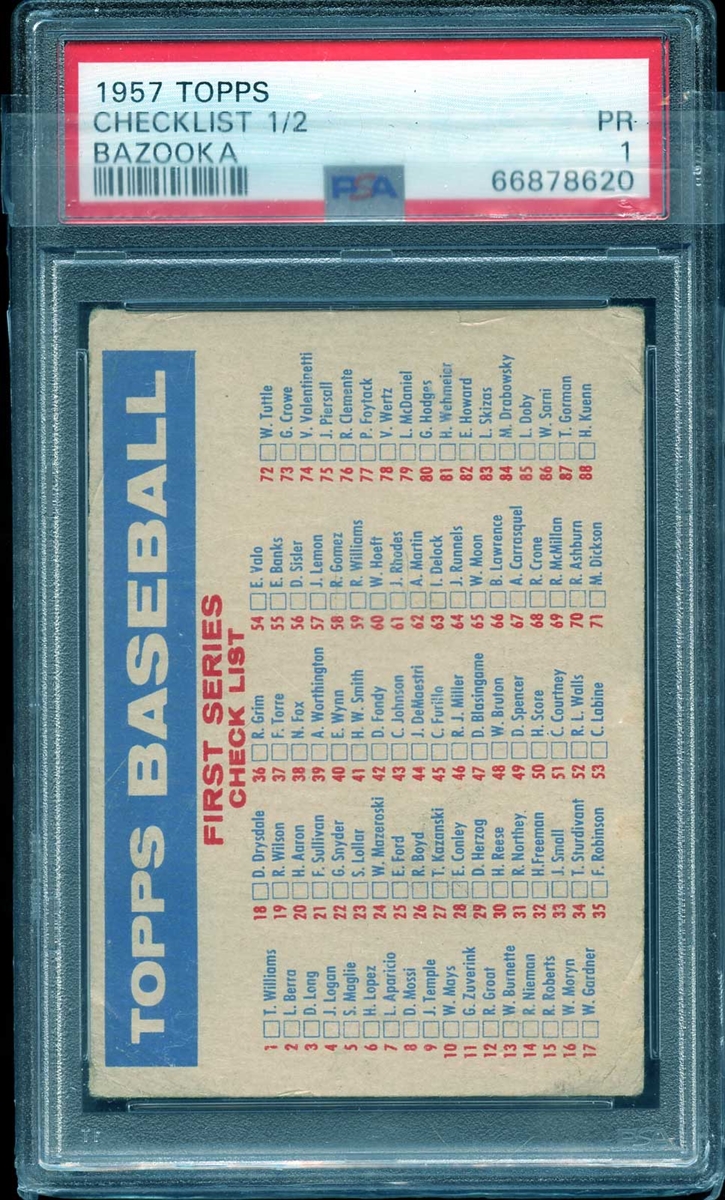 1957 TOPPS
CHECKLIST 1/2
BAZOOKA
PR
1
PSA
66878620
TOPPS BASEBALL
FIRST SERIES
CHECK LIST
1 T. Williams
2 L. Berra
3 D. Long
4 J. Logan
5 S. Maglie
6 H. Lopez
7 L. Aparicio
8 D. Mossi
9 J. Temple
10 W. Mays
11 G. Zuverink
12 R. Groat
13 W. Burnette
14 R. Nieman
15 R. Roberts
16 W. Moryn
17 W. Gardner
18 D. Drysdale
19 R. Wilson
20 H. Aaron
21 F. Sullivan
22 G. Snyder
23 S. Lollar
24 W. Mazeroski
25 E. Ford
26 R. Boyd
27 T. Kazanski
28 E. Conley
29 D. Herzog
30 H. Reese
31 R. Northey
32 H.Freeman
33 J. Small
34 T. Sturdivant
35 F. Robinson
36 R. Grim
37 F. Torre
38 N. Fox
39 A. Worthington
40 E. Wynn
41 H. W. Smith
42 D. Fondy
43 C. Johnson
44 J. DeMaestri
45 C. Furillo
46 R. J. Miller
47 D. Blasingame
48 W. Bruton
49 D. Spencer
50 H. Score
51 C. Courtney
52 R. L. Walls
53 C. Labine
54 E. Valo
55 E. Banks
56 D. Sisler
57 J. Lemon
58 R. Gomez
59 R. Williams
60 W. Hoeft
61 J. Rhodes
62 A. Martin
63 I. Delock
64 J. Runnels
65 W. Moon
66 B. Lawrence
67 A. Carrasquel
68 R. Crone
69 R. McMillan
70 R. Ashburn
71 M. Dickson
72 W. Tuttle
73 G. Crowe
74 V. Valentinetti
75 J. Piersall
76 R. Clemente
77 P. Foytack
78 V. Wertz
79 L. McDaniel
80 G. Hodges
81 H. Wehmeier
82 E. Howard
83 L. Skizas
84 M. Drabowsky
85 L. Doby
86 W. Sarni
87 T. Gorman
88 H. Kuenn